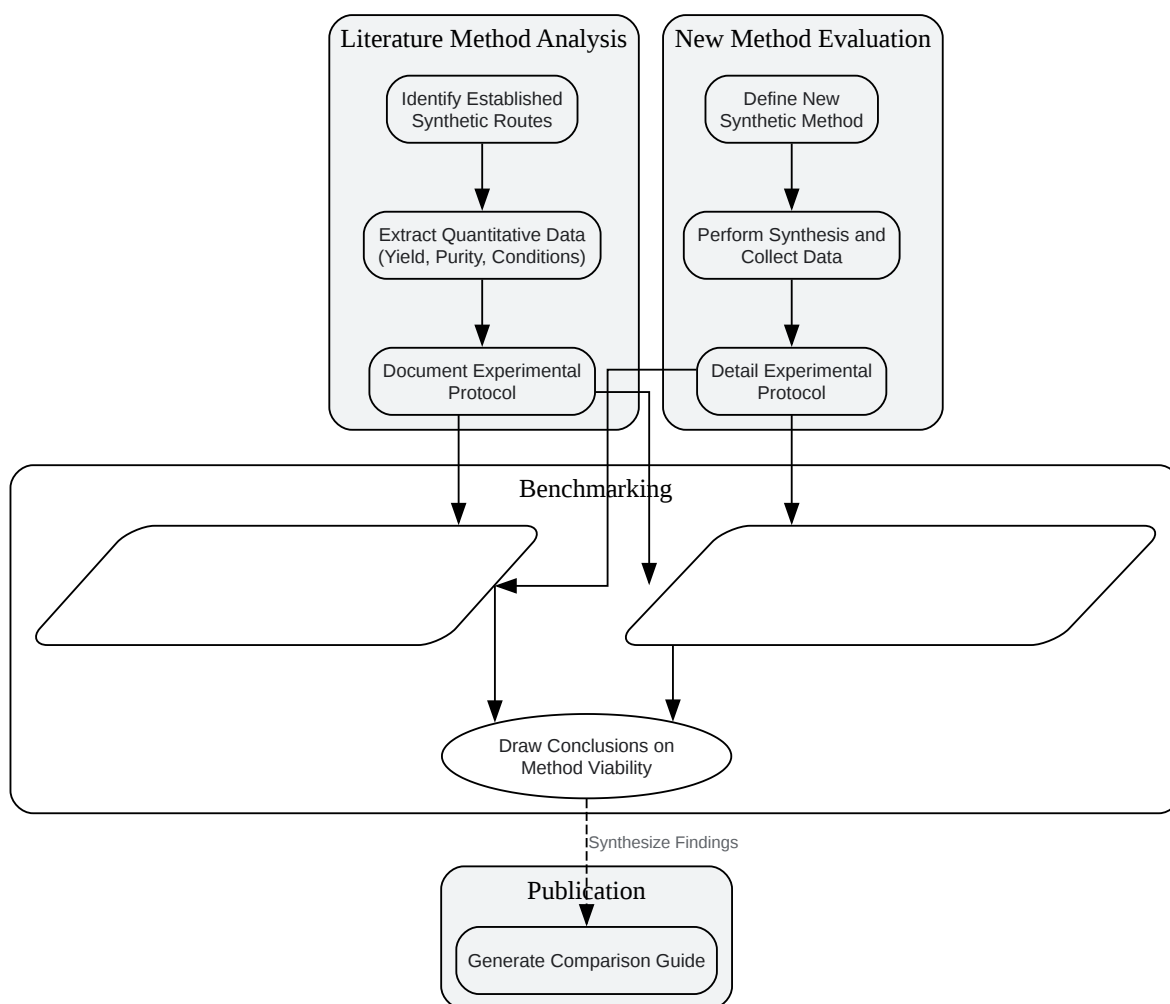 Literature Method Analysis
Identify Established
Synthetic Routes
Extract Quantitative Data
(Yield, Purity, Conditions)
Document Experimental
Protocol
New Method Evaluation
Define New
Synthetic Method
Perform Synthesis and
Collect Data
Detail Experimental
Protocol
Benchmarking
Draw Conclusions on
Method Viability
Synthesize Findings
Publication
Generate Comparison Guide